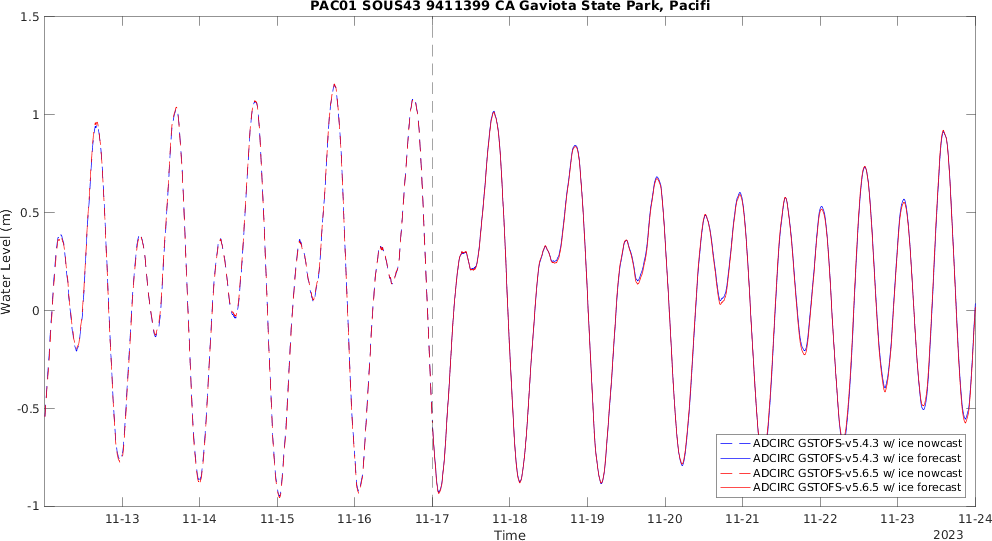 PAC01 SOUS43 9411399 CA Gaviota State Park, Pacifi
1.5
1
0.5
0
-0.5
-1
Water Level (m)
ADCIRC GSTOFS-v5.4.3 w/ ice nowcast
ADCIRC GSTOFS-v5.4.3 w/ ice forecast
ADCIRC GSTOFS-v5.6.5 w/ ice nowcast
ADCIRC GSTOFS-v5.6.5 w/ ice forecast
11-13 11-14 11-15 11-16 11-17 11-18 11-19 11-20 11-21 11-22 11-23 11-24
Time
2023